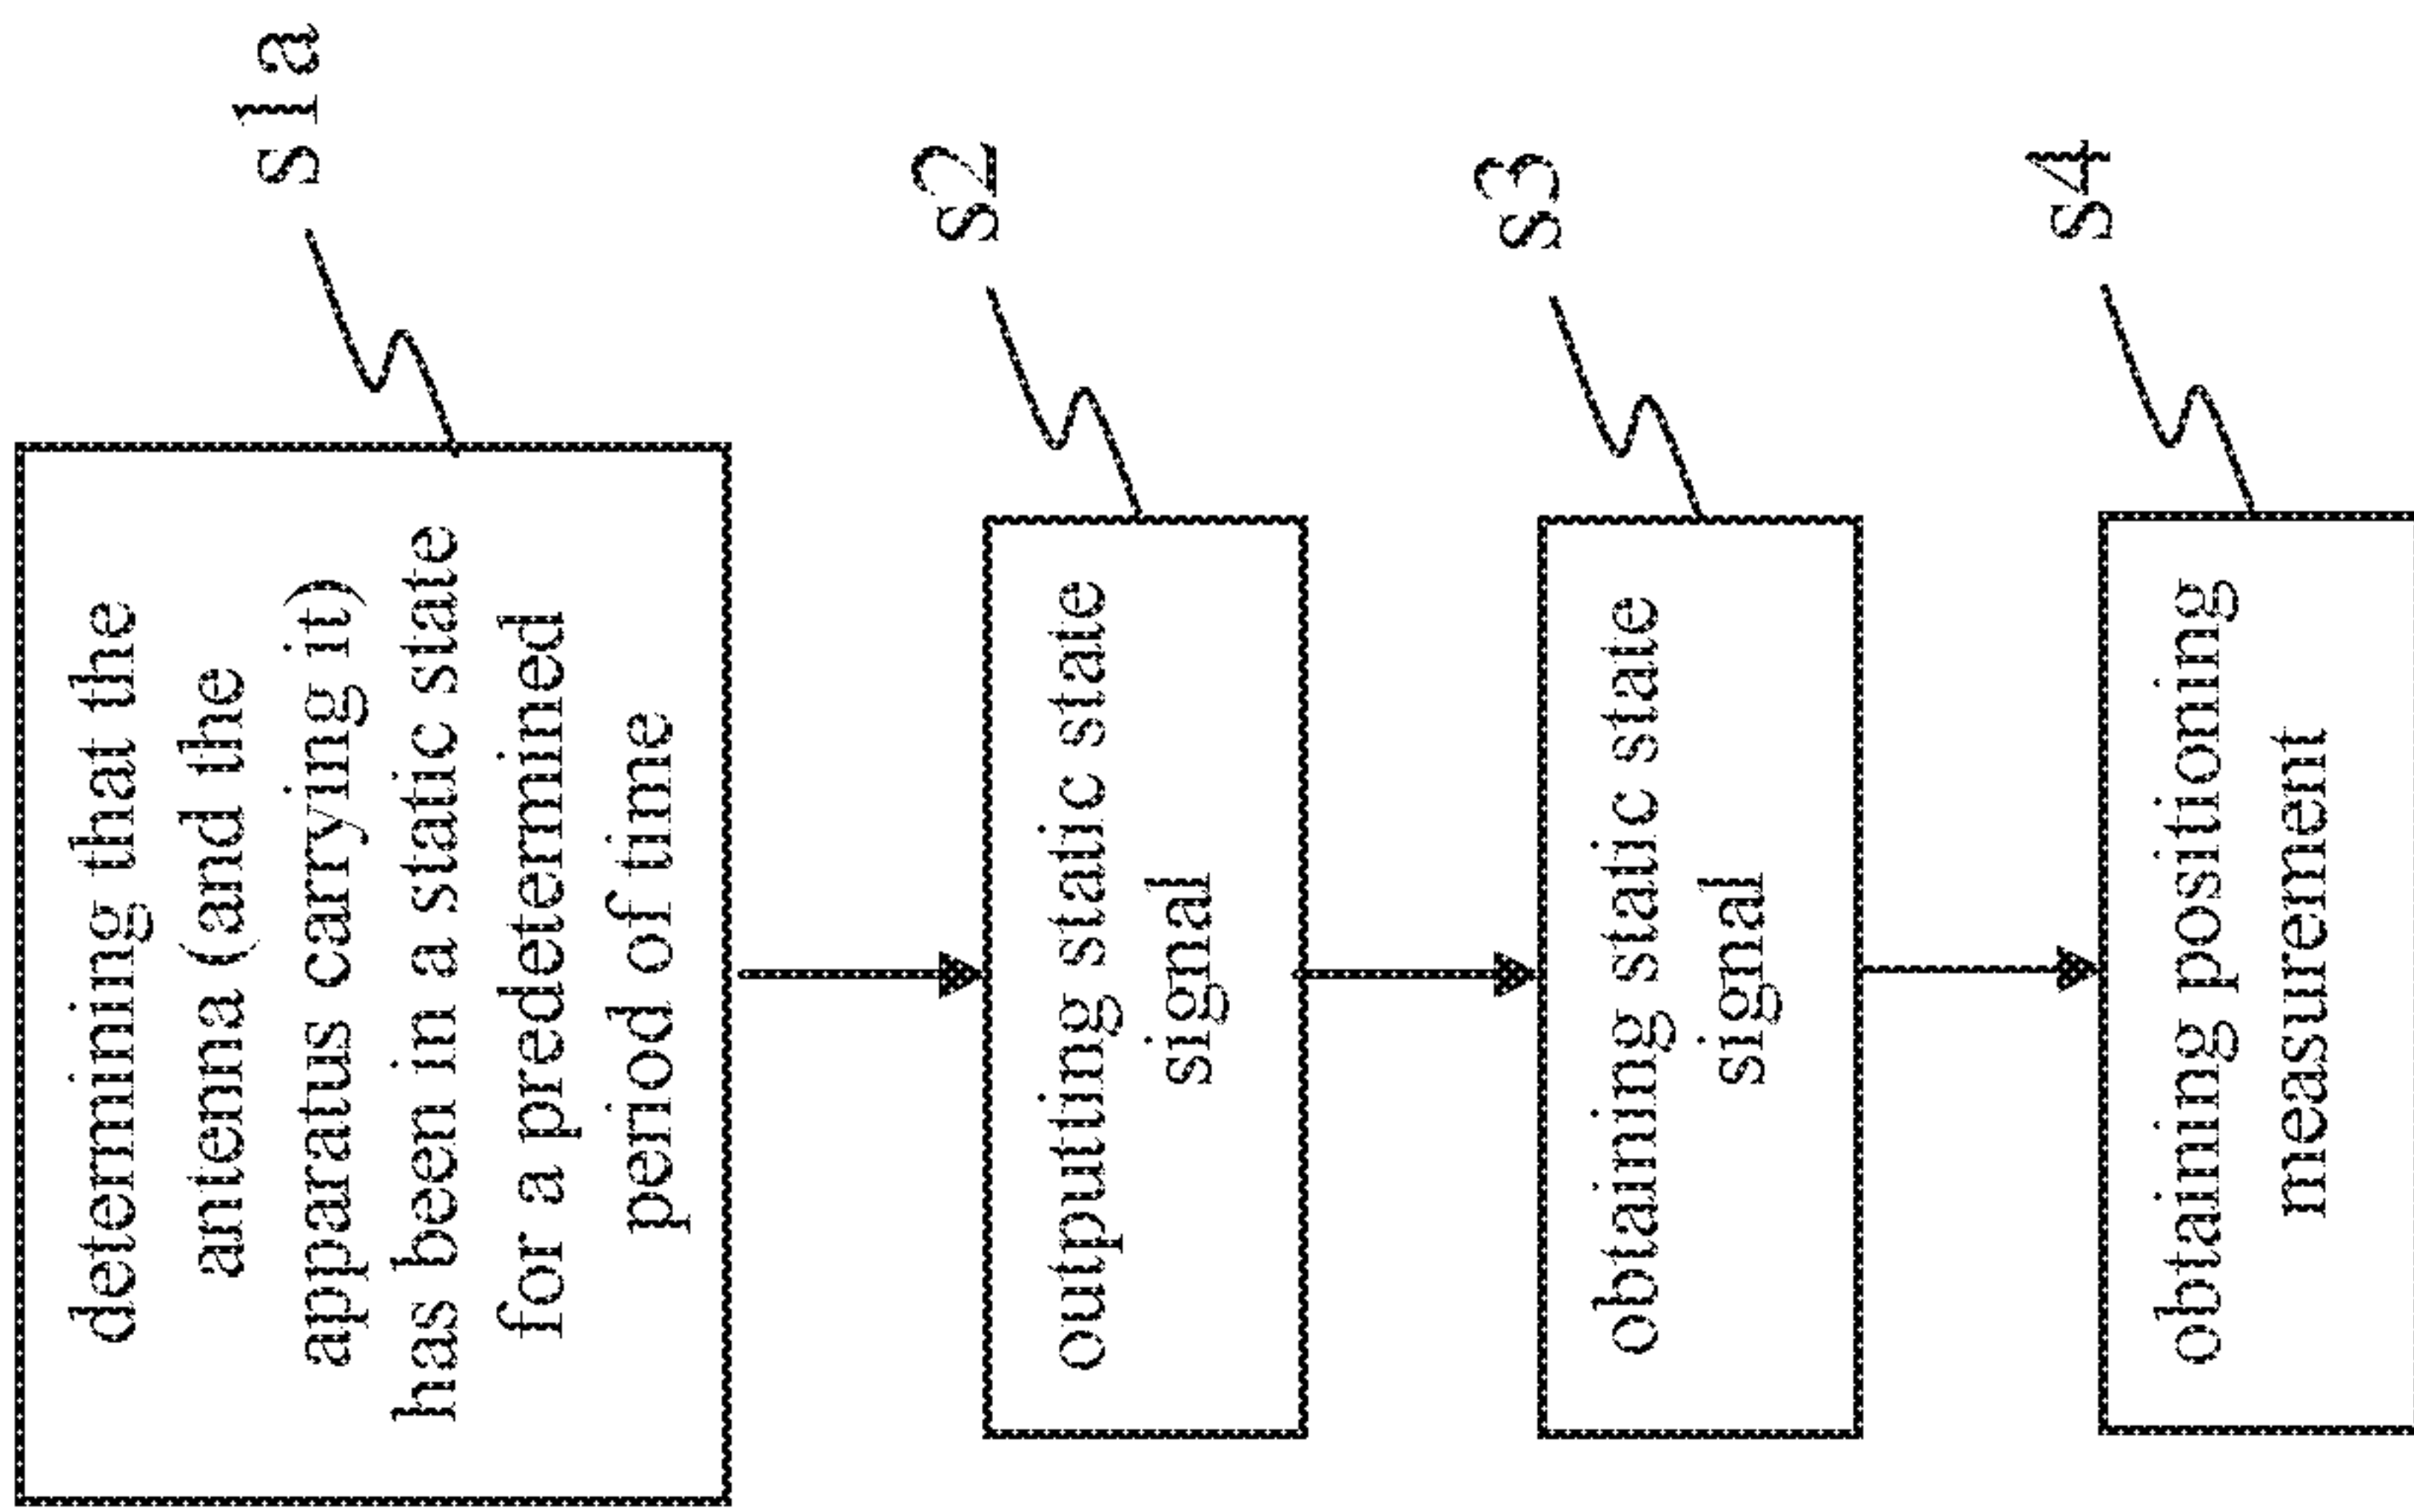 determining that the
antenna (and the
apparatus carrying it)
has been in a static state
for a predetermined
period of time
s1a
outputting static state
signal
s2
obtaining static state
signal
s3
obtaining positioning
measurement
s4